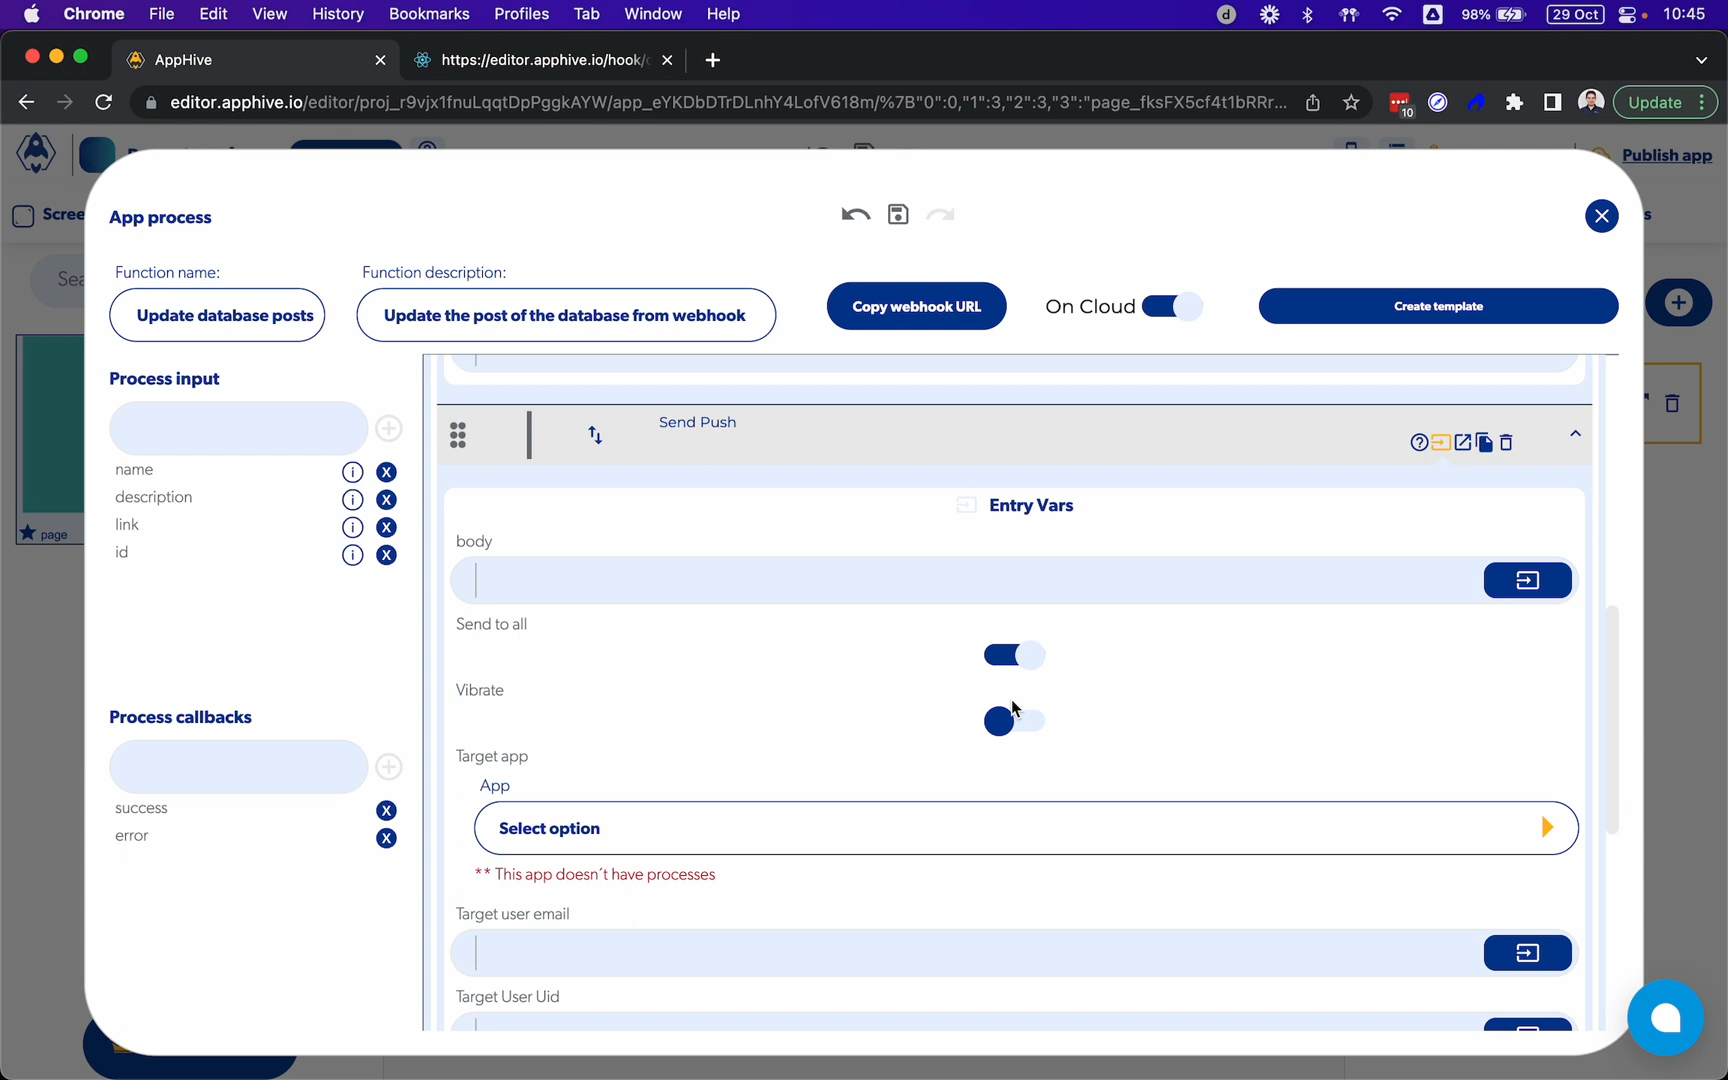 Chrome File Edit View History Bookmarks Profiles Tab Window Help d 98% 29 Oct 10:45
AppHive https://editor.apphive.io/hook/
editor.apphive.io/editor/proj_r9vjx1fnuLqqtDpPggkAYW/app_eYKDbDTrDLnhY4LofV618m/%7B"0":0,"1":3,"2":3,"3":"page_fksFX5cf4t1bRRr... 10 Update
Publish app
Scree
App process
Function name: Function description:
Update database posts Update the post of the database from webhook Copy webhook URL On Cloud Create template
Sea
Process input
name
description
link
id
page
Process callbacks
success
error
Send Push
Entry Vars
body
Send to all
Vibrate
Target app
App
Select option
** This app doesn´t have processes
Target user email
Target User Uid